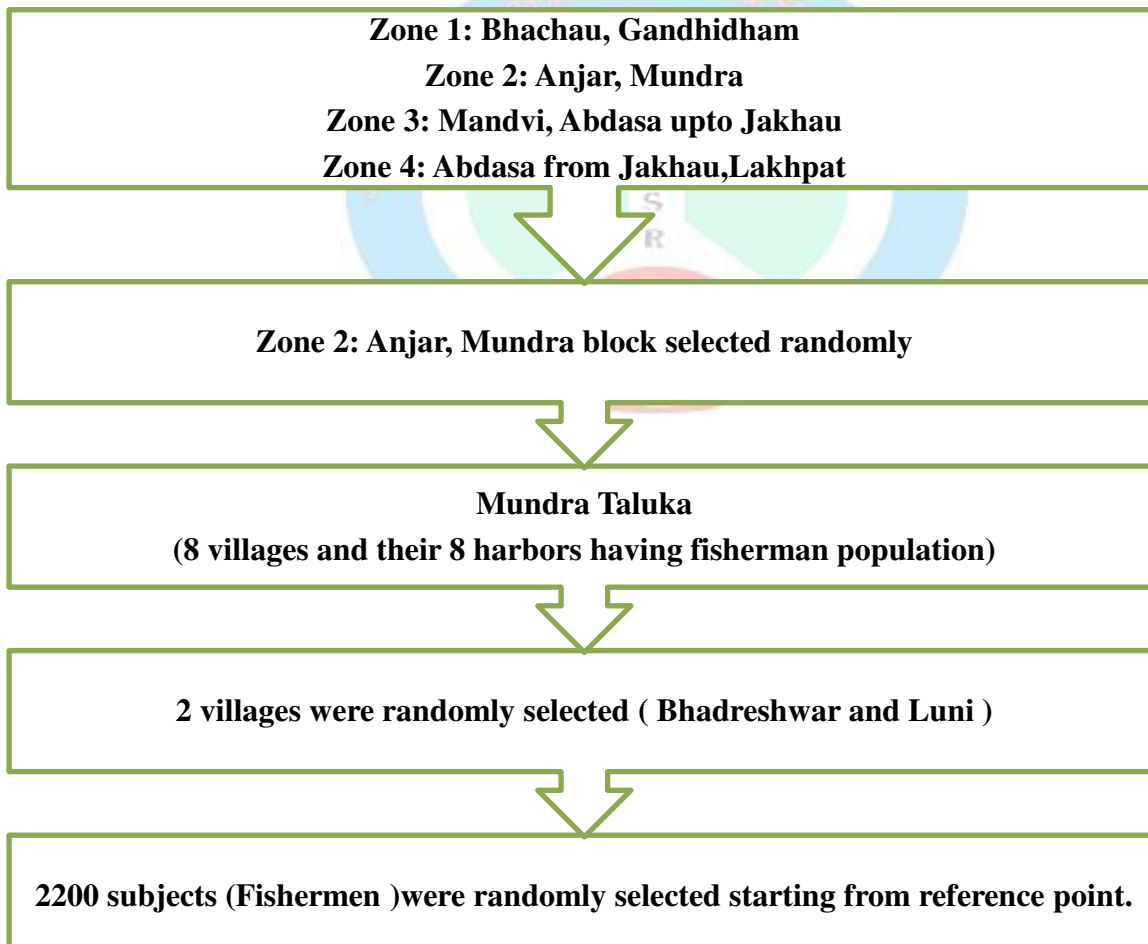 Zone 1: Bhachau, Gandhidham
Zone 2: Anjar, Mundra
Zone 3: Mandvi, Abdasa upto Jakhau
Zone 4: Abdasa from Jakhau,Lakhpat
S
R
Zone 2: Anjar, Mundra block selected randomly
Mundra Taluka
(8 villages and their 8 harbors having fisherman population)
2 villages were randomly selected ( Bhadreshwar and Luni )
2200 subjects (Fishermen )were randomly selected starting from reference point.